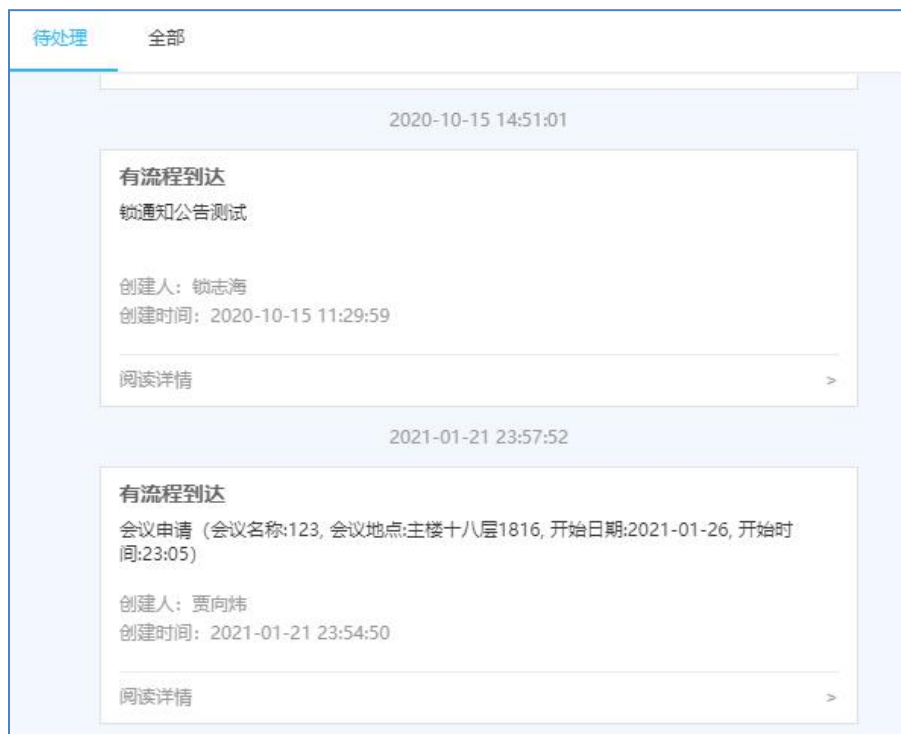 待处理 全部
2020-10-15 14:51:01
有流程到达
锁通知公告测试
创建人：锁志海
创建时间：2020-10-15 11:29:59
阅读详情 >
2021-01-21 23:57:52
有流程到达
会议申请（会议名称:123, 会议地点:主楼十八层1816, 开始日期:2021-01-26, 开始时
间:23:05）
创建人：贾向炜
创建时间：2021-01-21 23:54:50
阅读详情 >